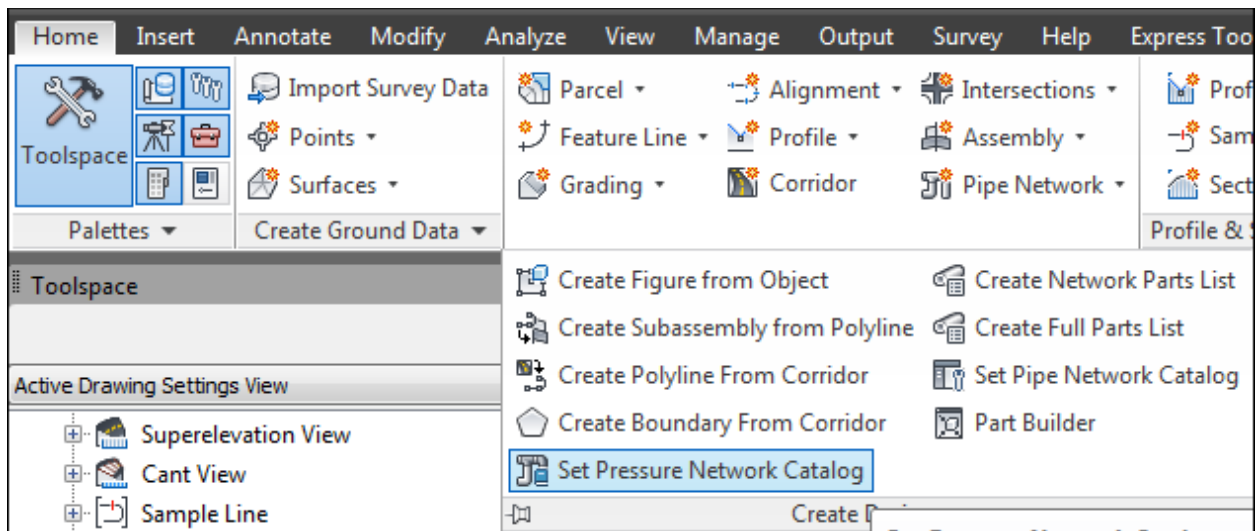 Home Insert Annotate Modify Analyze View Manage Output Survey Help Express Too
Toolspace
Import Survey Data
Points
Surfaces
Parcel
Feature Line
Grading
Alignment
Profile
Corridor
Intersections
Assembly
Pipe Network
Prof
Sam
Sect
Palettes Create Ground Data Profile &
Toolspace
Active Drawing Settings View
Superelevation View
Cant View
Sample Line
Create Figure from Object
Create Subassembly from Polyline
Create Polyline From Corridor
Create Boundary From Corridor
Set Pressure Network Catalog
Create Network Parts List
Create Full Parts List
Set Pipe Network Catalog
Part Builder
Create